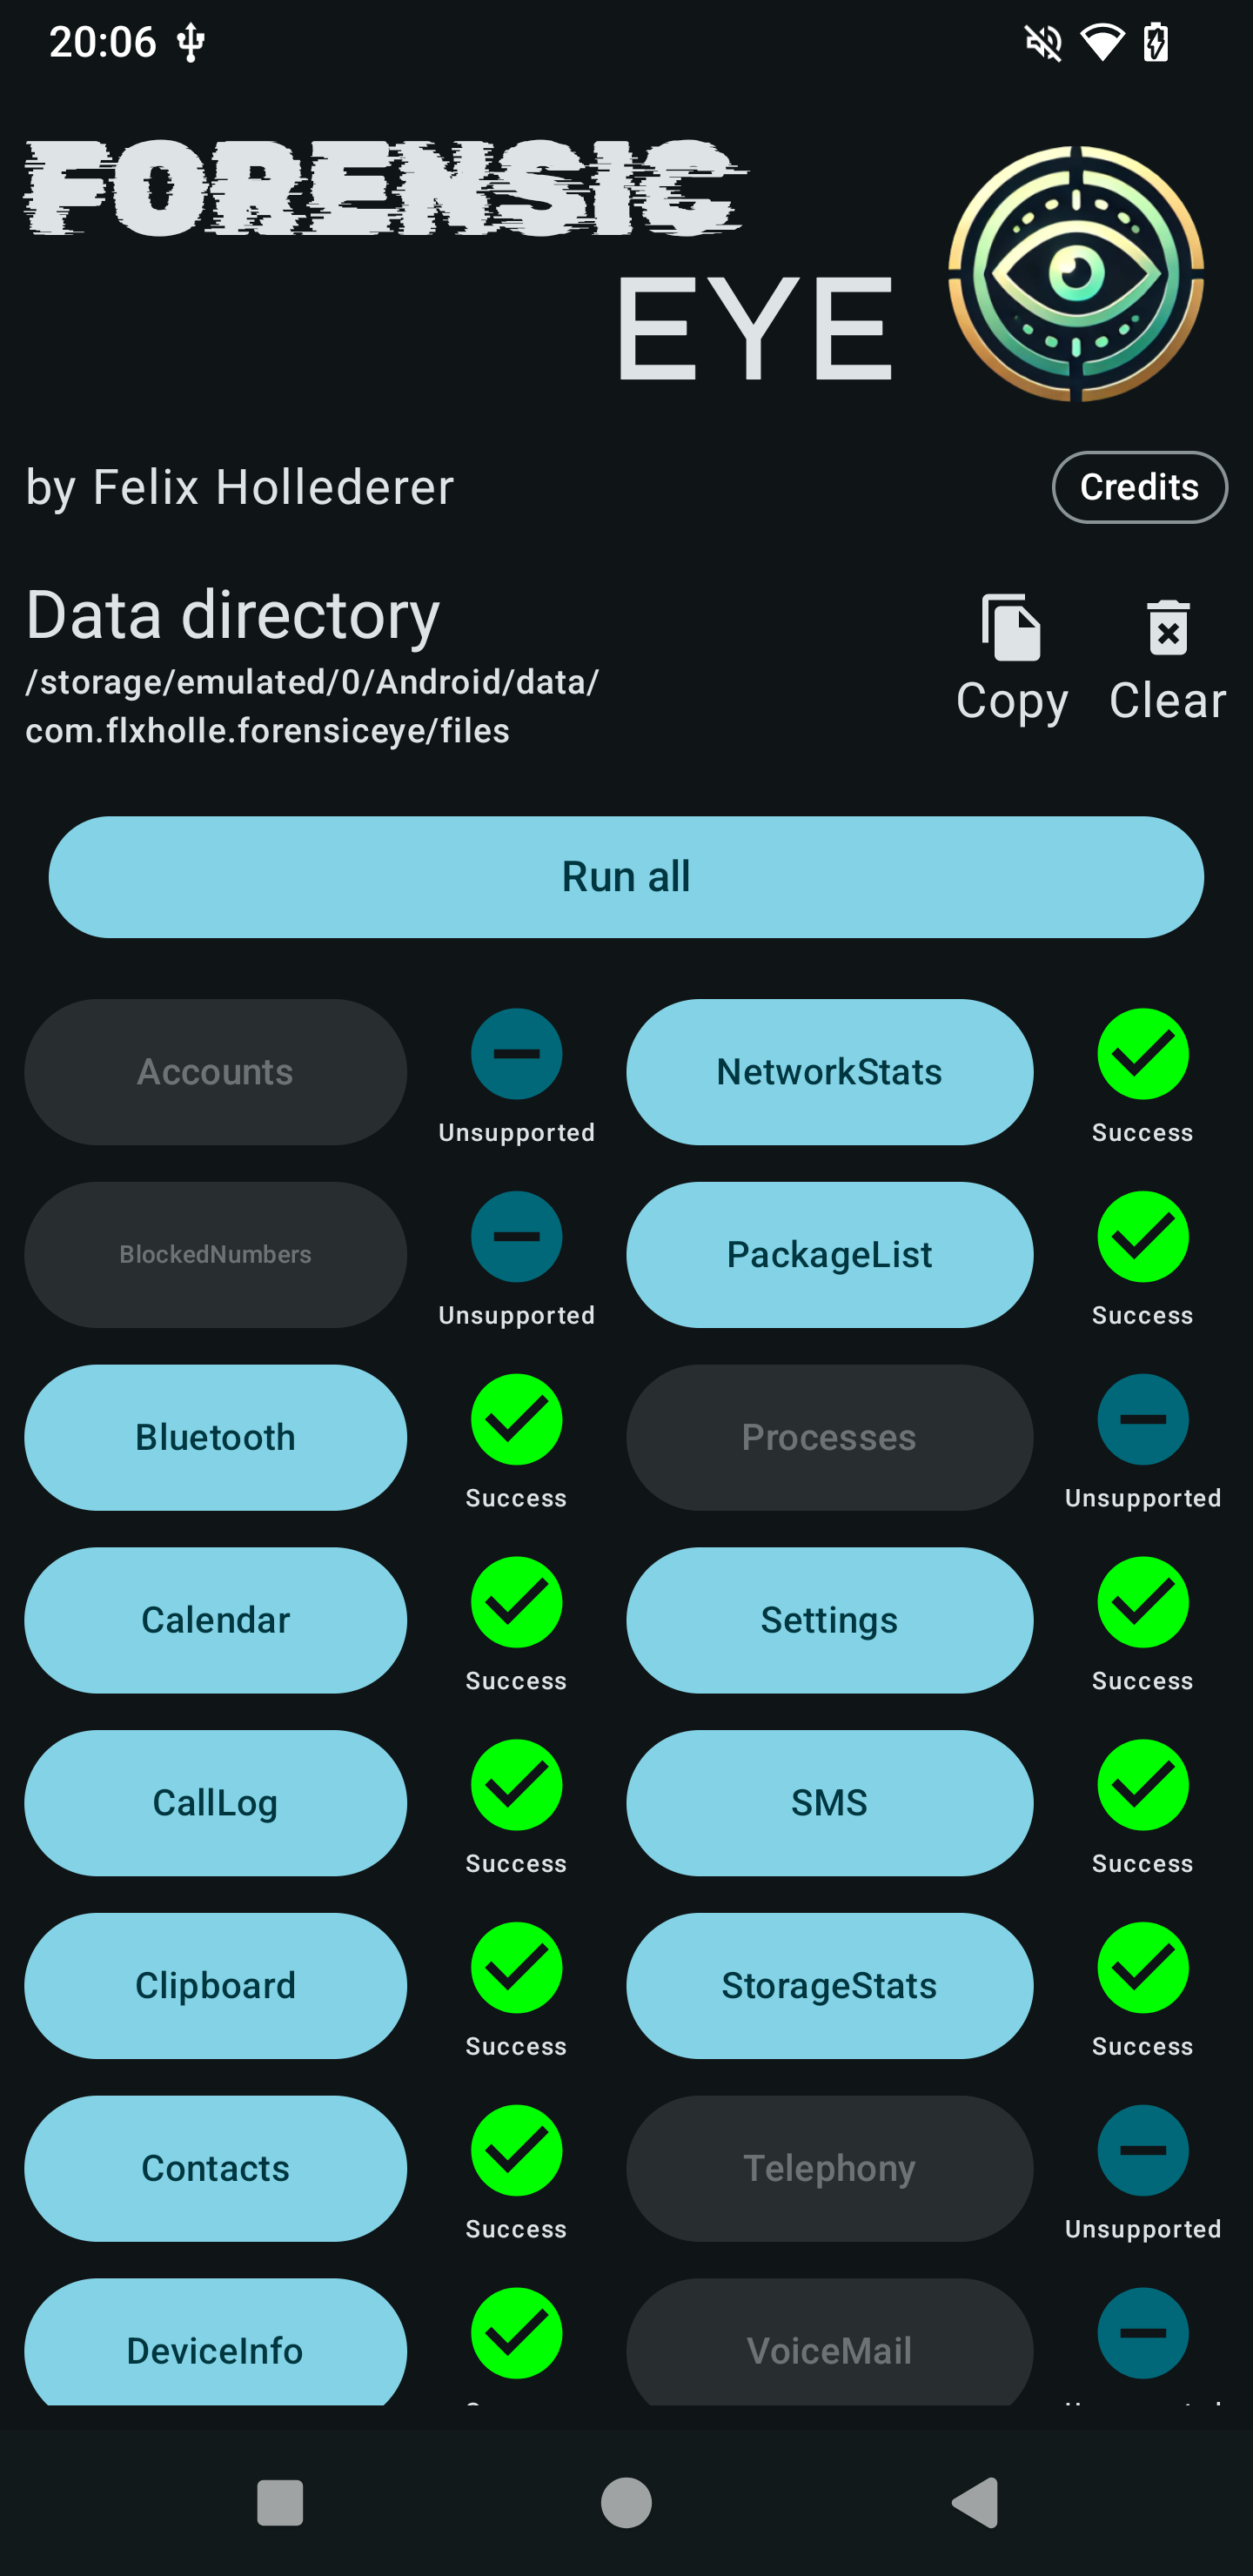 20:06
FORENSIC
EYE
by Felix Hollederer
Credits
Data directory
/storage/emulated/0/Android/data/
com.flxholle.forensiceye/files
Copy
Clear
Run all
Accounts
Unsupported
NetworkStats
Success
BlockedNumbers
Unsupported
PackageList
Success
Bluetooth
Success
Processes
Unsupported
Calendar
Success
Settings
Success
CallLog
Success
SMS
Success
Clipboard
Success
StorageStats
Success
Contacts
Success
Telephony
Unsupported
DeviceInfo
VoiceMail